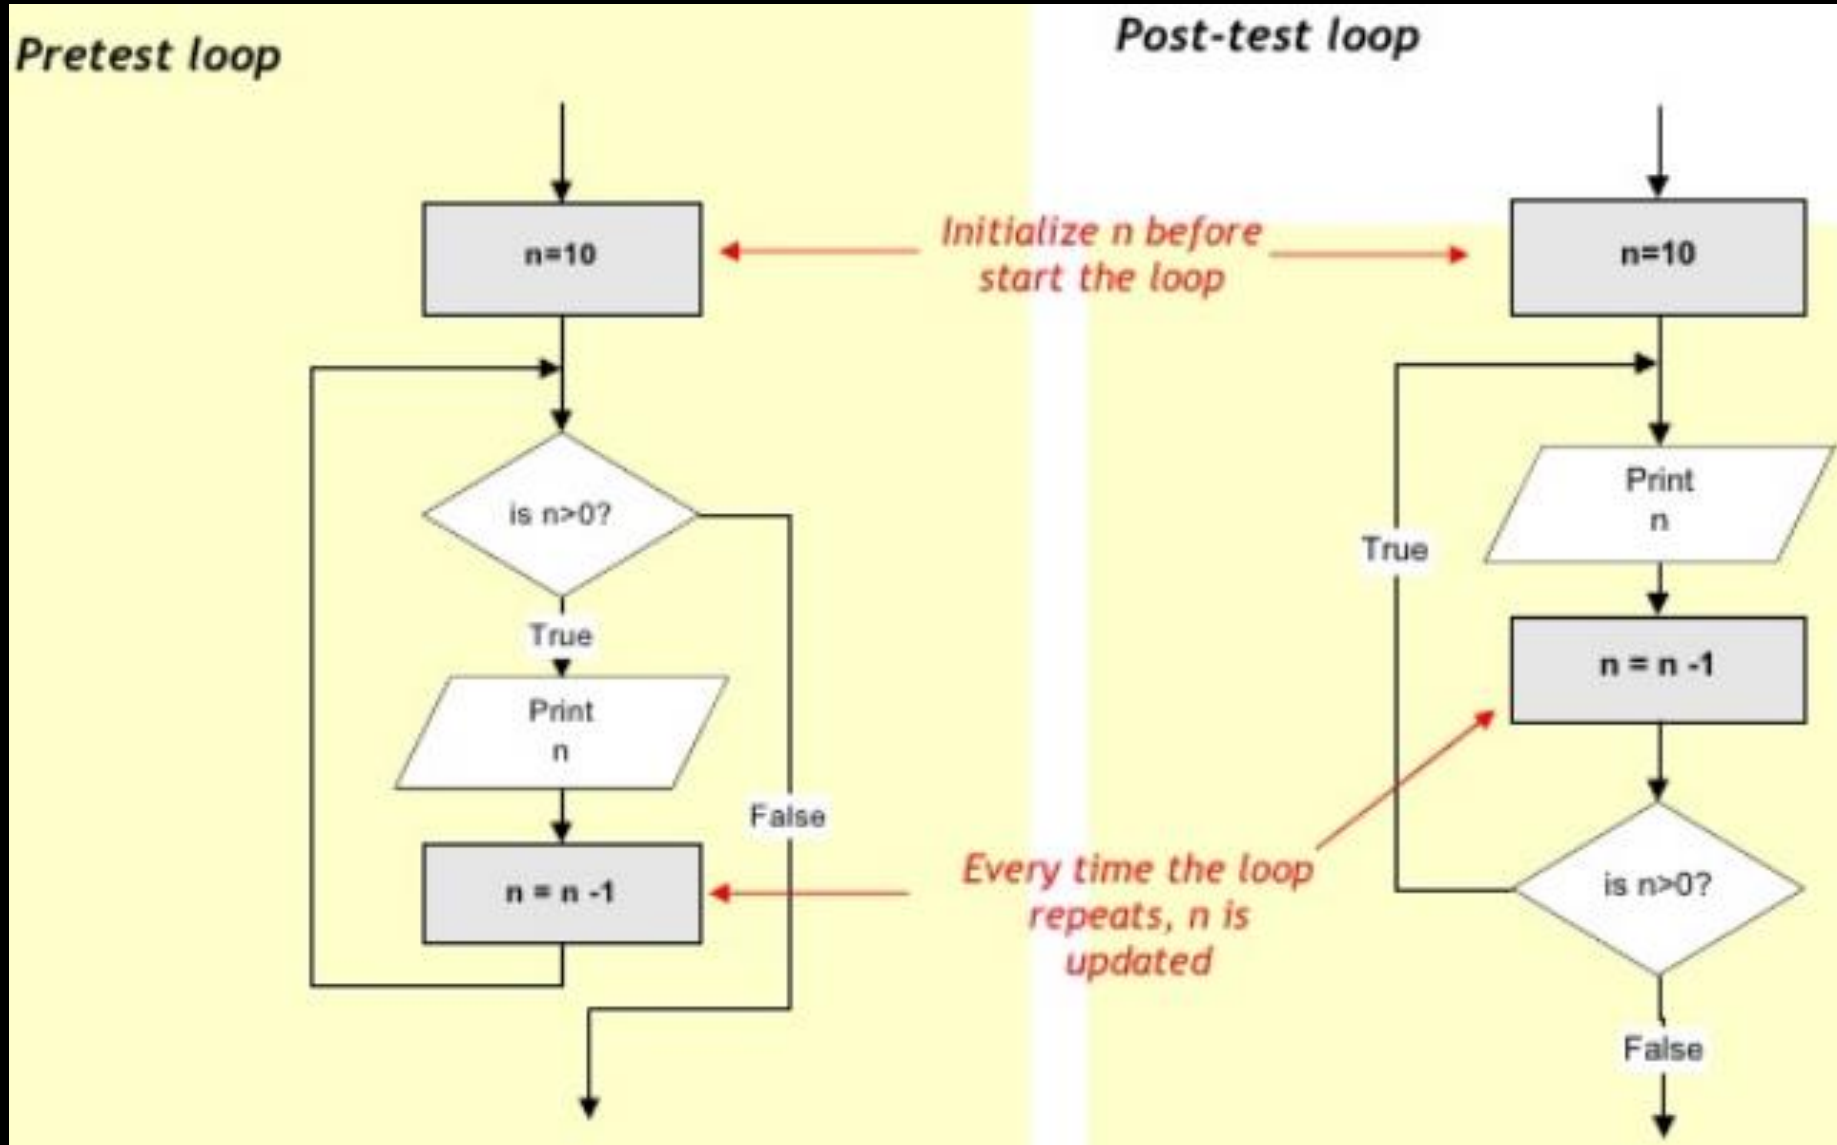 Pretest loop
n=10
is n>0?
True
Print
n
n = n -1
False
Initialize n before
start the loop
Every time the loop
repeats, n is
updated
Post-test loop
n=10
Print
n
True
n = n -1
is n>0?
False